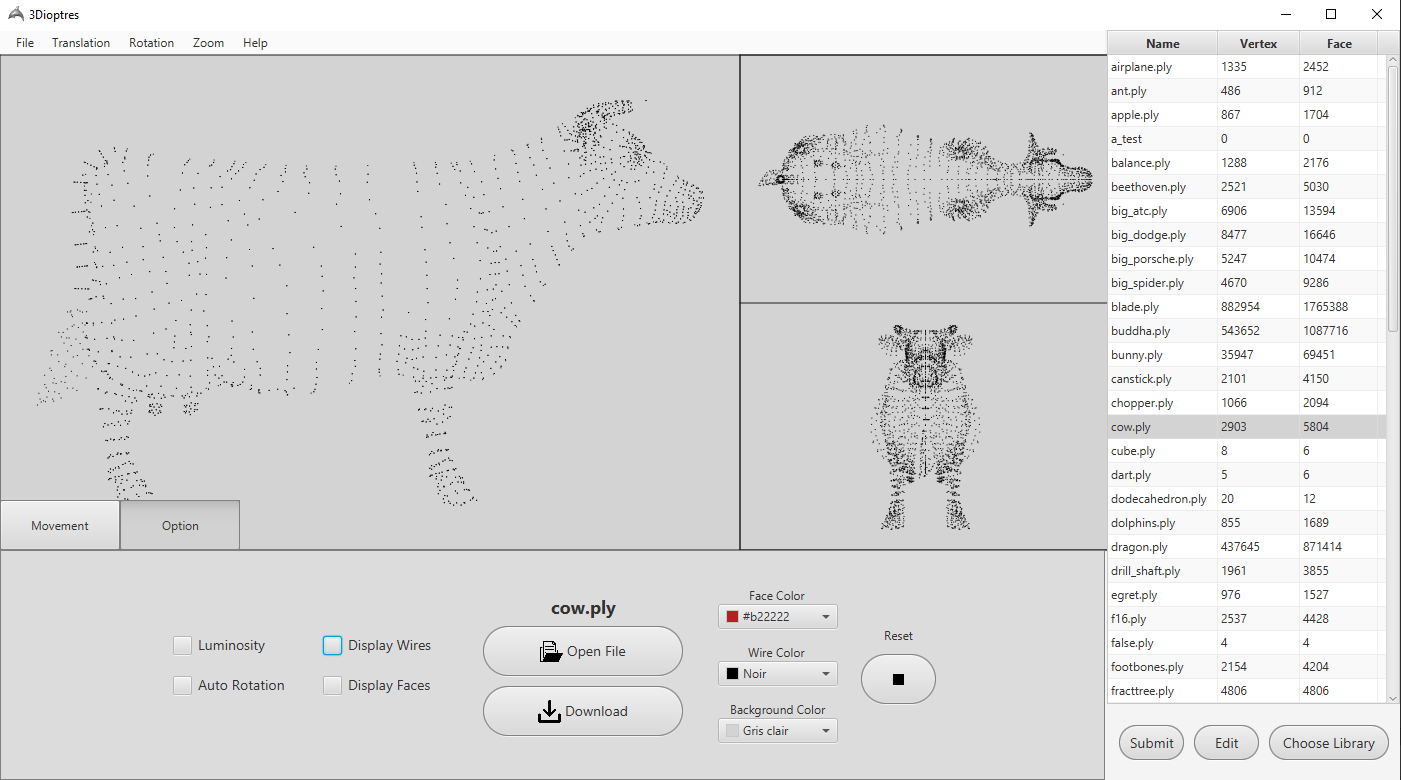 3Dioptres
File Translation Rotation Zoom Help
Name Vertex Face
airplane.ply 1335 2452
ant.ply 486 912
apple.ply 867 1704
a_test 0 0
balance.ply 1288 2176
beethoven.ply 2521 5030
big_atc.ply 6906 13594
big_dodge.ply 8477 16646
big_porsche.ply 5247 10474
big_spider.ply 4670 9286
blade.ply 882954 1765388
buddha.ply 543652 1087716
bunny.ply 35947 69451
canstick.ply 2101 4150
chopper.ply 1066 2094
cow.ply 2903 5804
cube.ply 8 6
dart.ply 5 6
dodecahedron.ply 20 12
dolphins.ply 855 1689
dragon.ply 437645 871414
drill_shaft.ply 1961 3855
egret.ply 976 1527
f16.ply 2537 4428
false.ply 4 4
footbones.ply 2154 4204
fracttree.ply 4806 4806
Movement Option
Luminosity Display Wires
Auto Rotation Display Faces
cow.ply
Open File
Download
Face Color
#b22222
Wire Color
Noir
Background Color
Gris clair
Reset
Submit Edit Choose Library